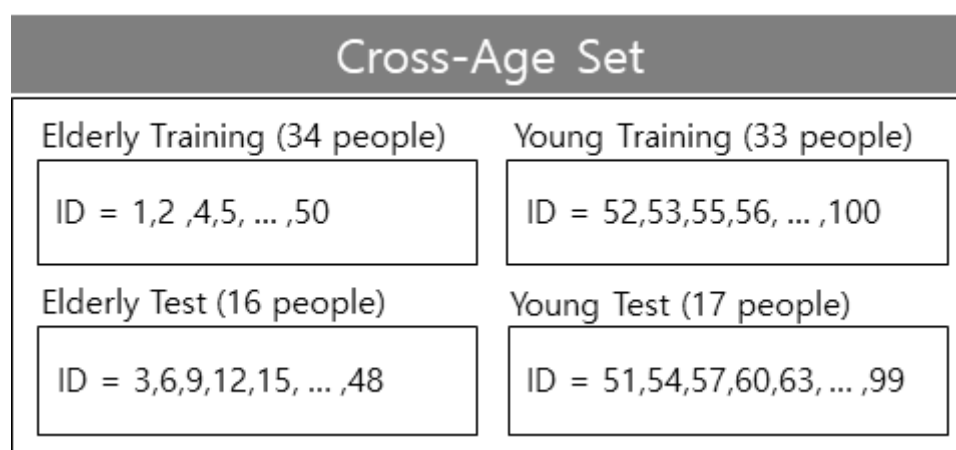 Cross-Age Set
Elderly Training (34 people)
ID = 1,2 ,4,5, ... ,50
Young Training (33 people)
ID = 52,53,55,56, ... ,100
Elderly Test (16 people)
ID = 3,6,9,12,15, ... ,48
Young Test (17 people)
ID = 51,54,57,60,63, ... ,99